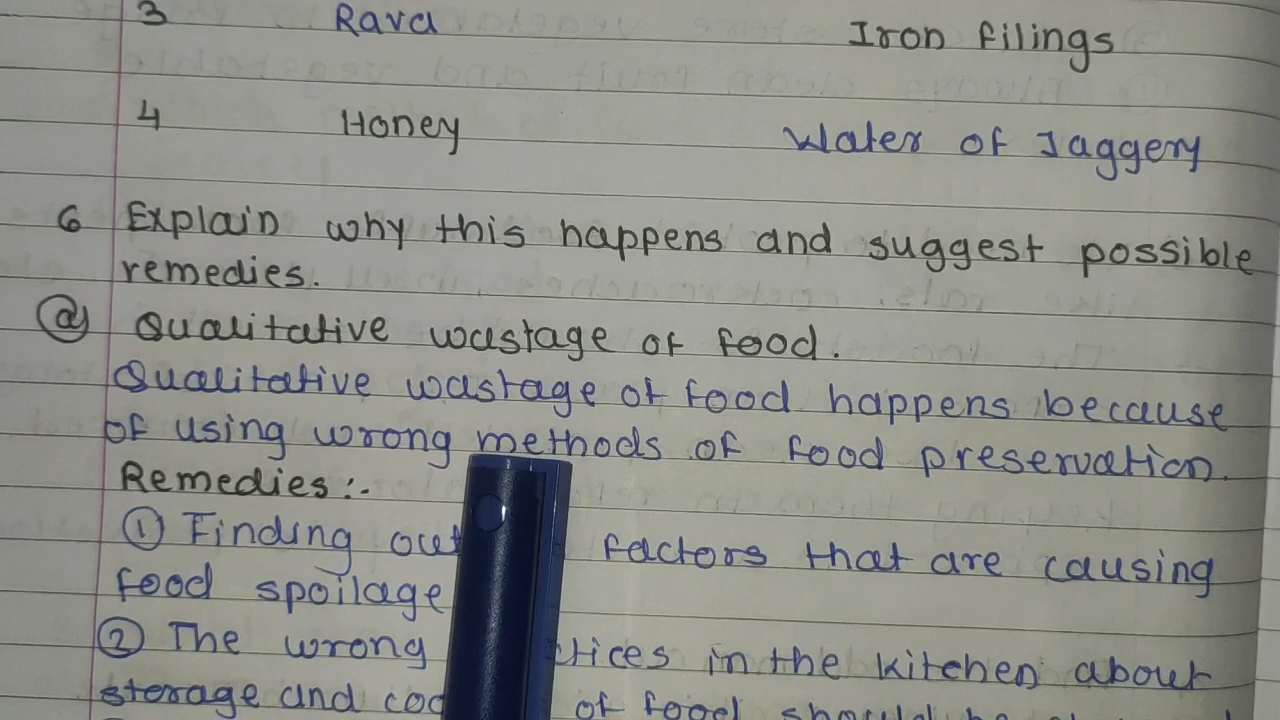 3 Rava Iron filings
4 Honey Water of Jaggery
6 Explain why this happens and suggest possible
remedies.
(a) Qualitative wastage of food.
Qualitative wastage of food happens because
of using wrong methods of food preservation.
Remedies :-
① Finding out factors that are causing
food spoilage
② The wrong tices in the kitchen about
storage and coo of food should be